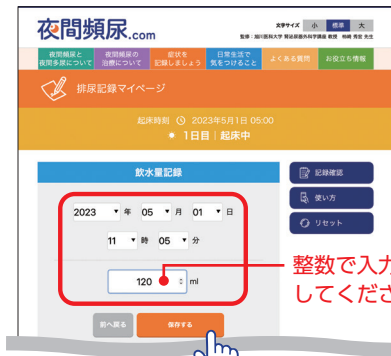 夜間頻尿.com
文字サイズ 小 標準 大
監修：旭川医科大学 腎泌尿器外科学講座 教授 柿崎 秀宏 先生
夜間頻尿と
夜間多尿について
夜間頻尿の
治療について
症状を
記録しましょう
日常生活で
気をつけること
よくある質問
お役立ち情報
排尿記録マイページ
起床時刻 2023年5月1日 05:00
1日目｜起床中
飲水量記録
記録確認
2023 年 05 月 01 日
使い方
リセット
11 時 05 分
整数で入力
120 ml
してくださ
前へ戻る
保存する